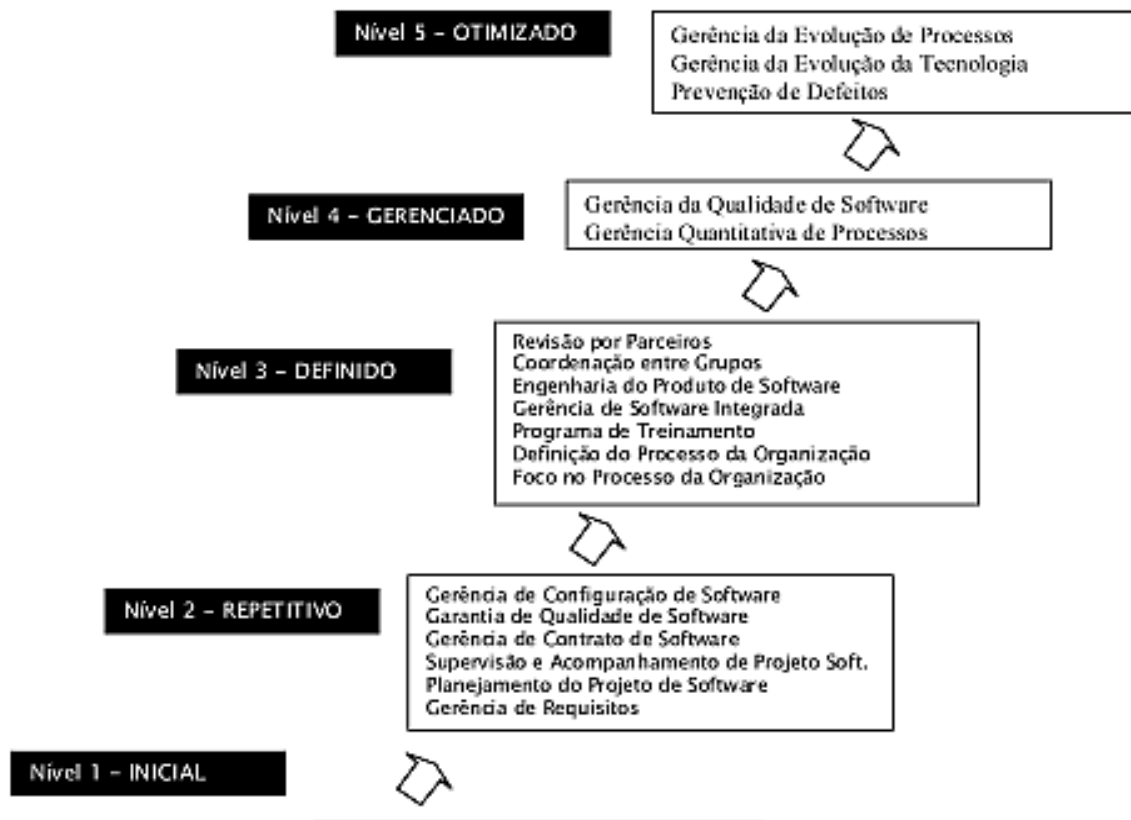 Nível 5 – OTIMIZADO
Gerência da Evolução de Processos
Gerência da Evolução da Tecnologia
Prevenção de Defeitos
Nível 4 – GERENCIADO
Gerência da Qualidade de Software
Gerência Quantitativa de Processos
Nível 3 – DEFINIDO
Revisão por Parceiros
Coordenação entre Grupos
Engenharia do Produto de Software
Gerência de Software Integrada
Programa de Treinamento
Definição do Processo da Organização
Foco no Processo da Organização
Nível 2 – REPETITIVO
Gerência de Configuração de Software
Garantia de Qualidade de Software
Gerência de Contrato de Software
Supervisão e Acompanhamento de Projeto Soft.
Planejamento do Projeto de Software
Gerência de Requisitos
Nível 1 – INICIAL